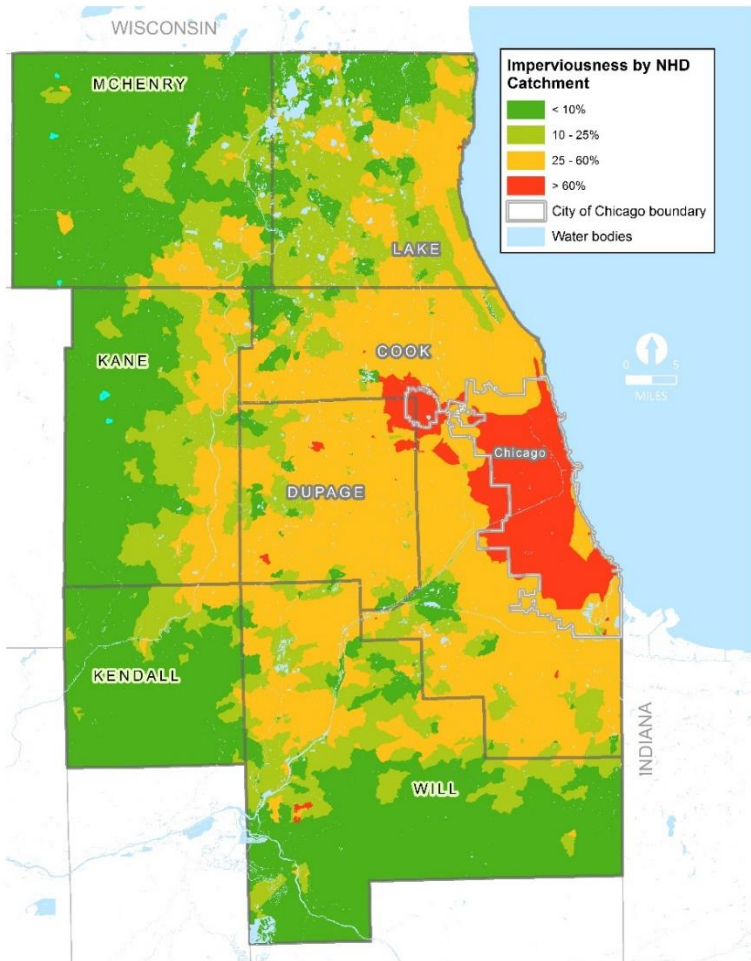 WISCONSIN
MCHENRY
Imperviousness by NHD
Catchment
< 10%
10 - 25%
25 - 60%
> 60%
City of Chicago boundary
Water bodies
LAKE
KANE
COOK
0 5
MILES
Chicago
DUPAGE
KENDALL
WILL
INDIANA